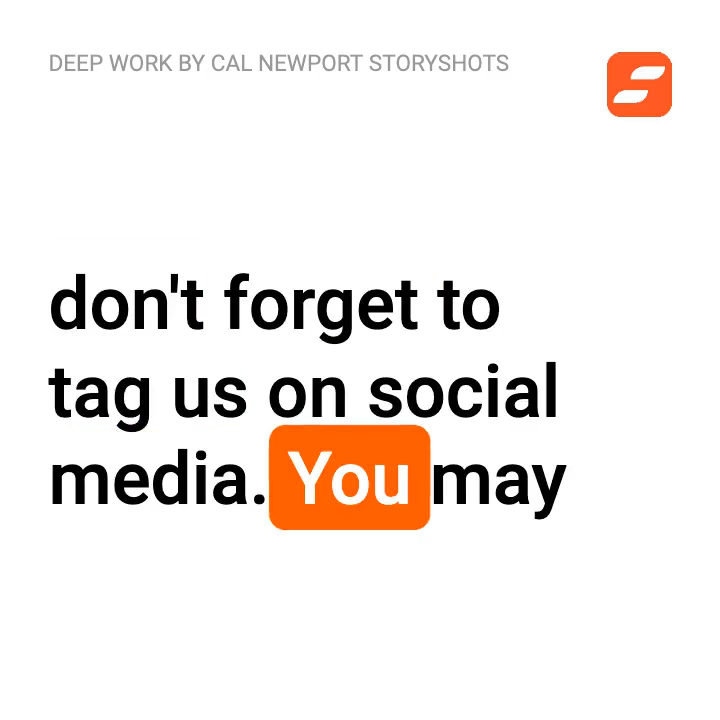 DEEP WORK BY CAL NEWPORT STORYSHOTS
don't forget to
tag us on social
media. You may